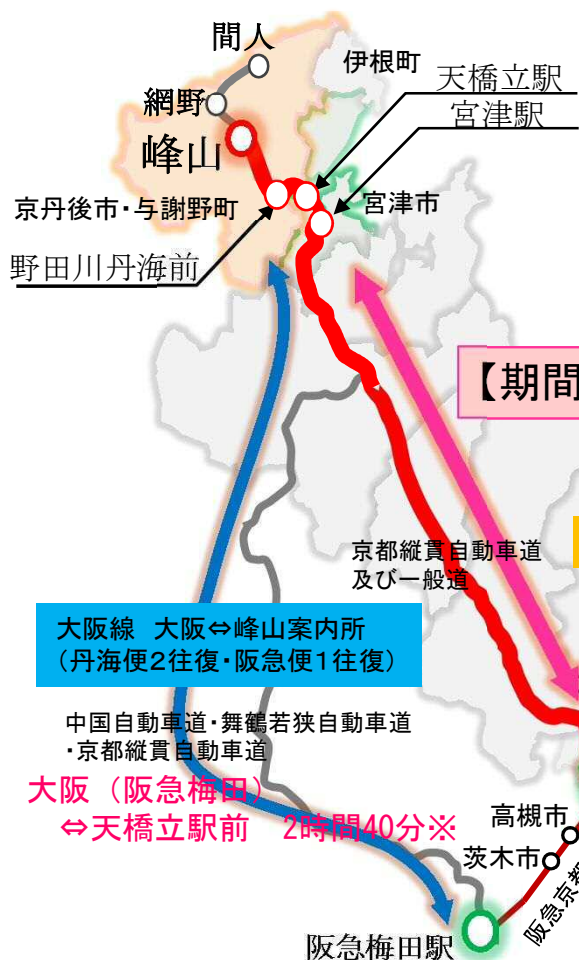 間人
伊根町
天橋立駅
網野
宮津駅
峰山
京丹後市・与謝野町
宮津市
野田川丹海前
【期間
京都縦貫自動車道
及び一般道
大阪線 大阪⇔峰山案内所
(丹海便2往復・阪急便1往復)
中国自動車道・舞鶴若狭自動車道
・京都縦貫自動車道
大阪(阪急梅田)
⇔天橋立駅前 2時間40分※
高槻市
茨木市
阪急京都
阪急梅田駅